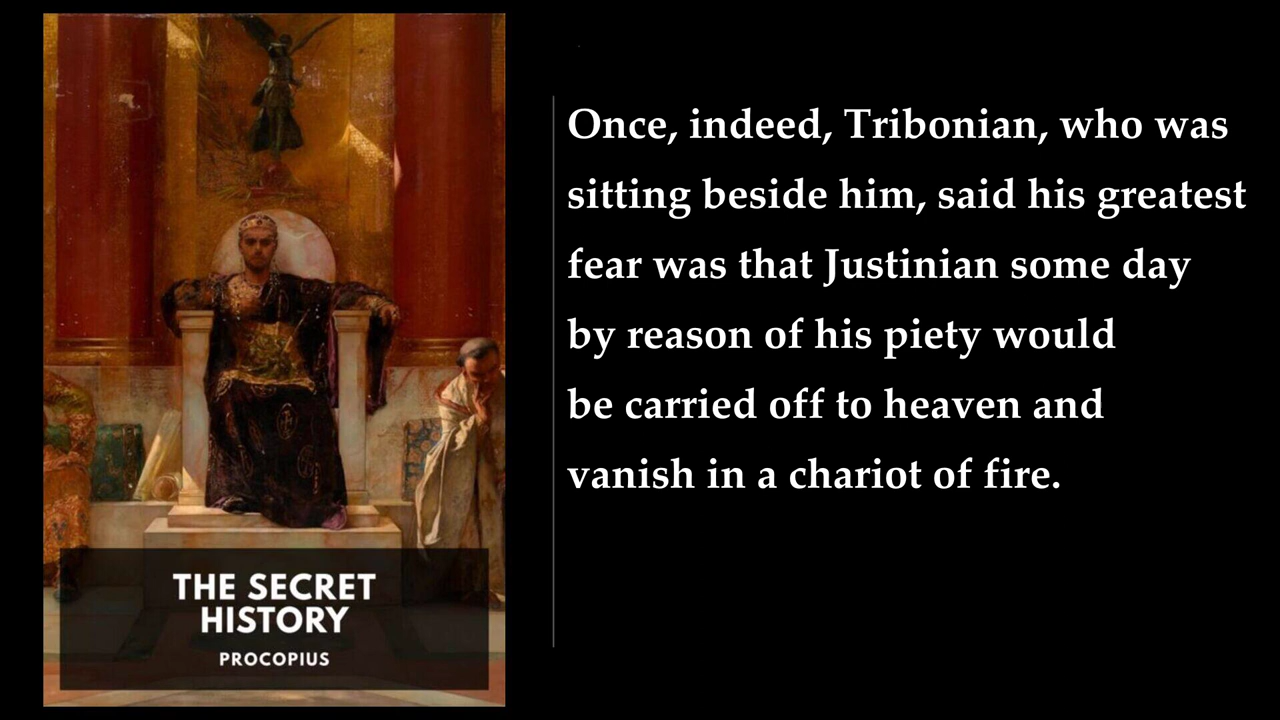 THE SECRET
HISTORY
PROCOPIUS
Once, indeed, Tribonian, who was
sitting beside him, said his greatest
fear was that Justinian some day
by reason of his piety would
be carried off to heaven and
vanish in a chariot of fire.